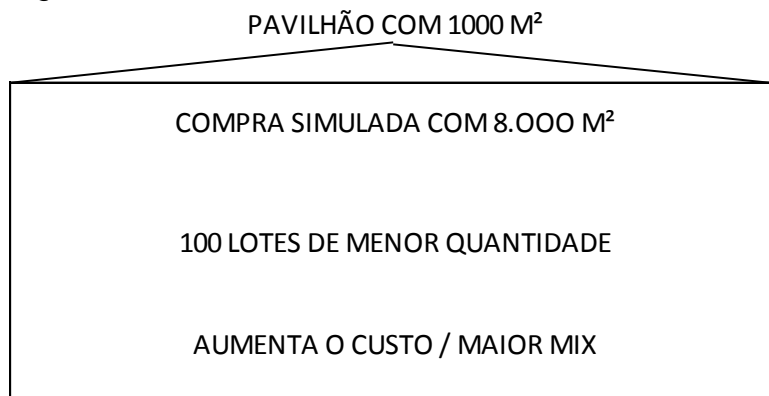 PAVILHÃO COM 1000 M²
COMPRA SIMULADA COM 8.OOO M²
100 LOTES DE MENOR QUANTIDADE
AUMENTA O CUSTO / MAIOR MIX